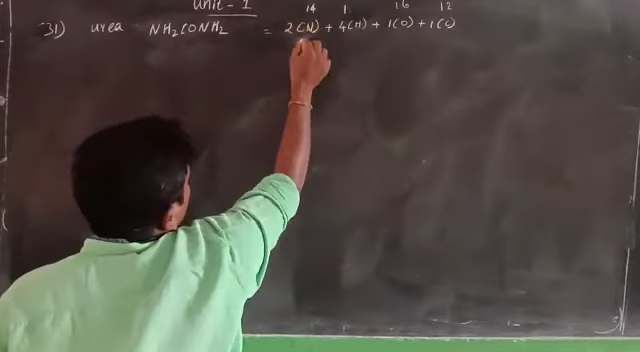 Unit - 1
14 1 16 12
31) urea NH2CONH2 = 2(N) + 4(H) + 1(O) + 1(C)